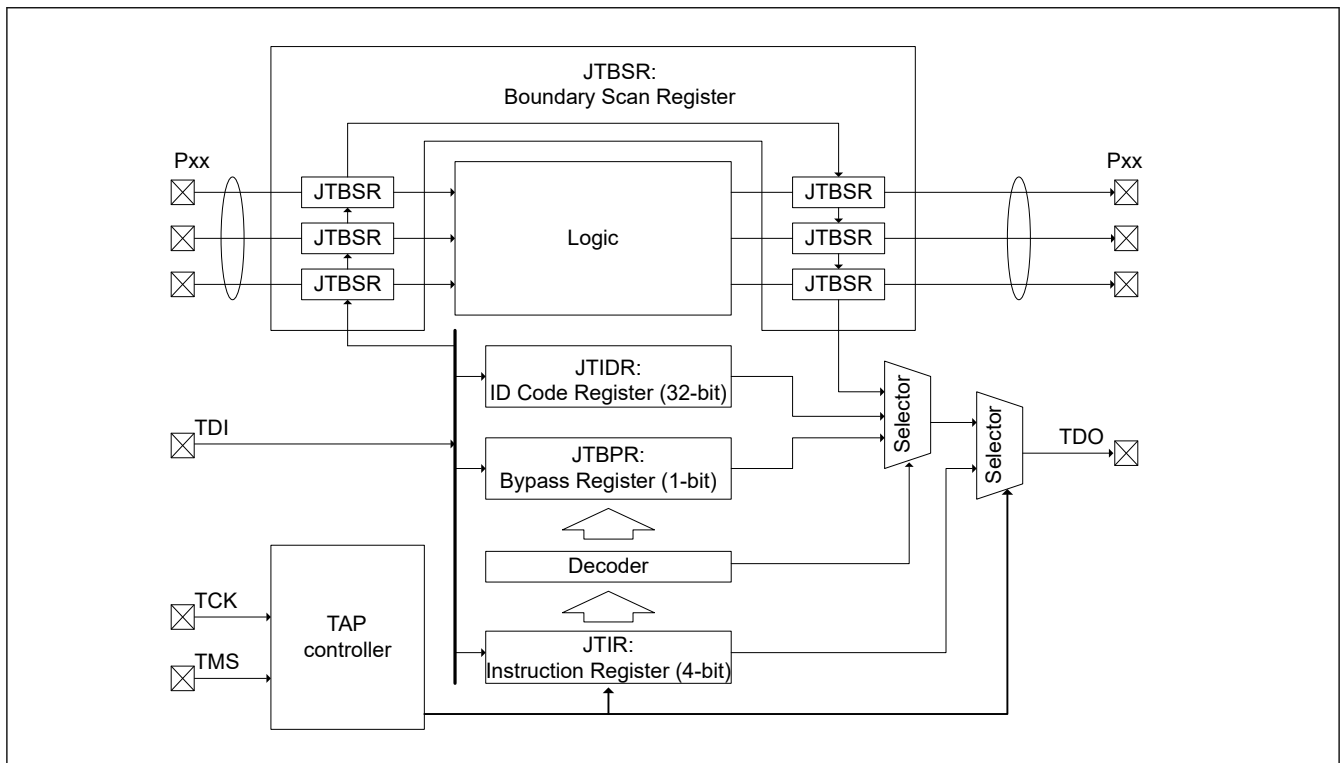 JTBSR:
Boundary Scan Register
Pxx
Pxx
JTBSR
JTBSR
JTBSR
JTBSR
Logic
JTBSR
JTBSR
JTIDR:
ID Code Register (32-bit)
Selector
Selector
TDI
TDO
JTBPR:
Bypass Register (1-bit)
Decoder
TCK
TAP
controller
TMS
JTIR:
Instruction Register (4-bit)